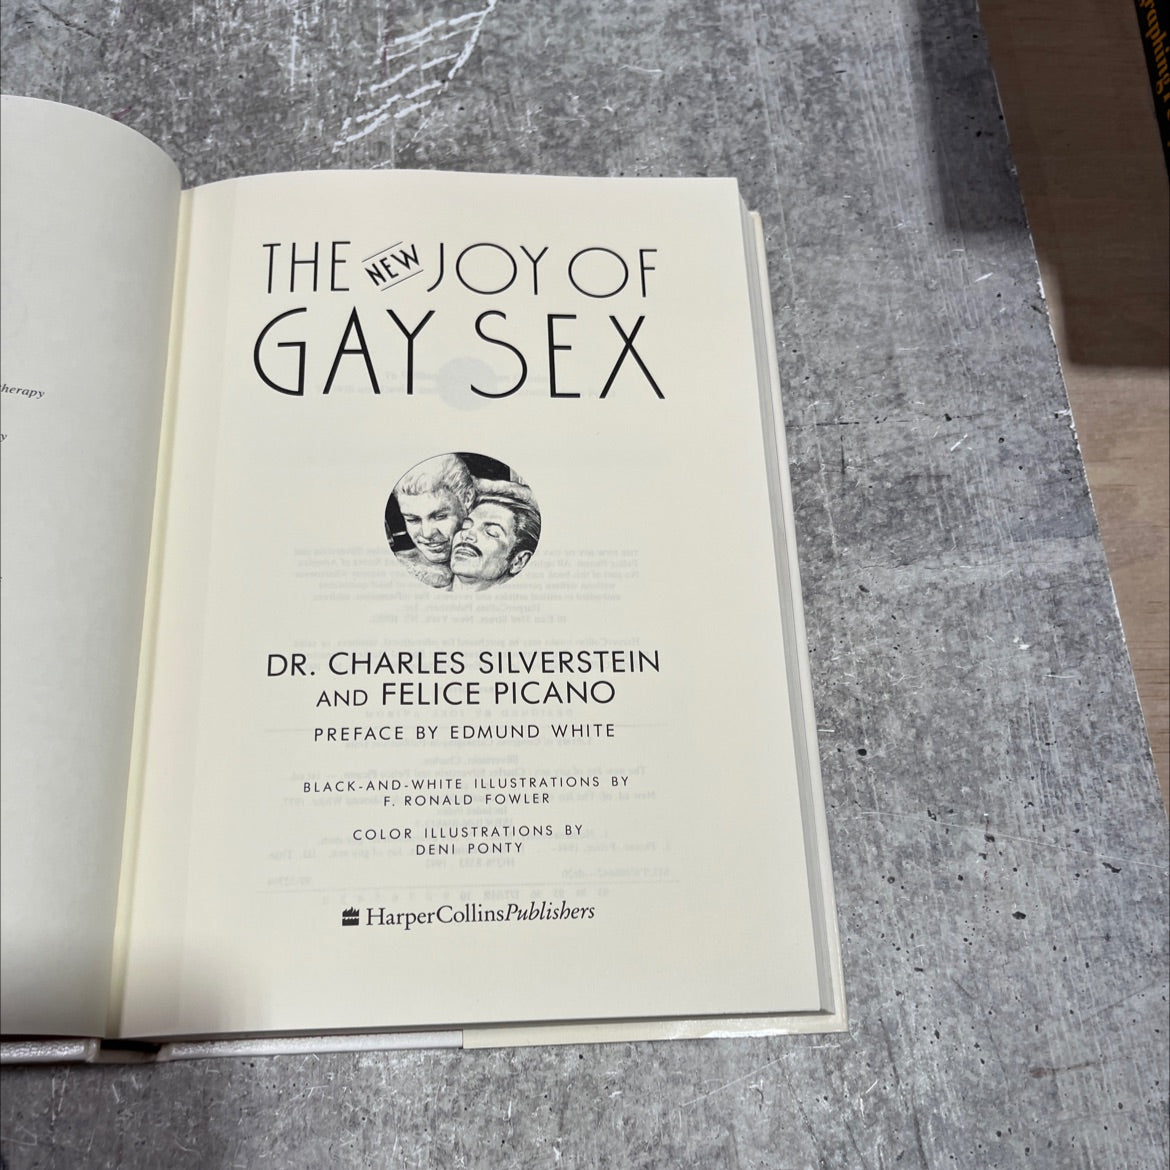 therapy
THE NEW JOY OF
GAY SEX
DR. CHARLES SILVERSTEIN
AND FELICE PICANO
PREFACE BY EDMUND WHITE
BLACK-AND-WHITE ILLUSTRATIONS BY
F. RONALD FOWLER
COLOR ILLUSTRATIONS BY
DENI PONTY
HarperCollinsPublishers